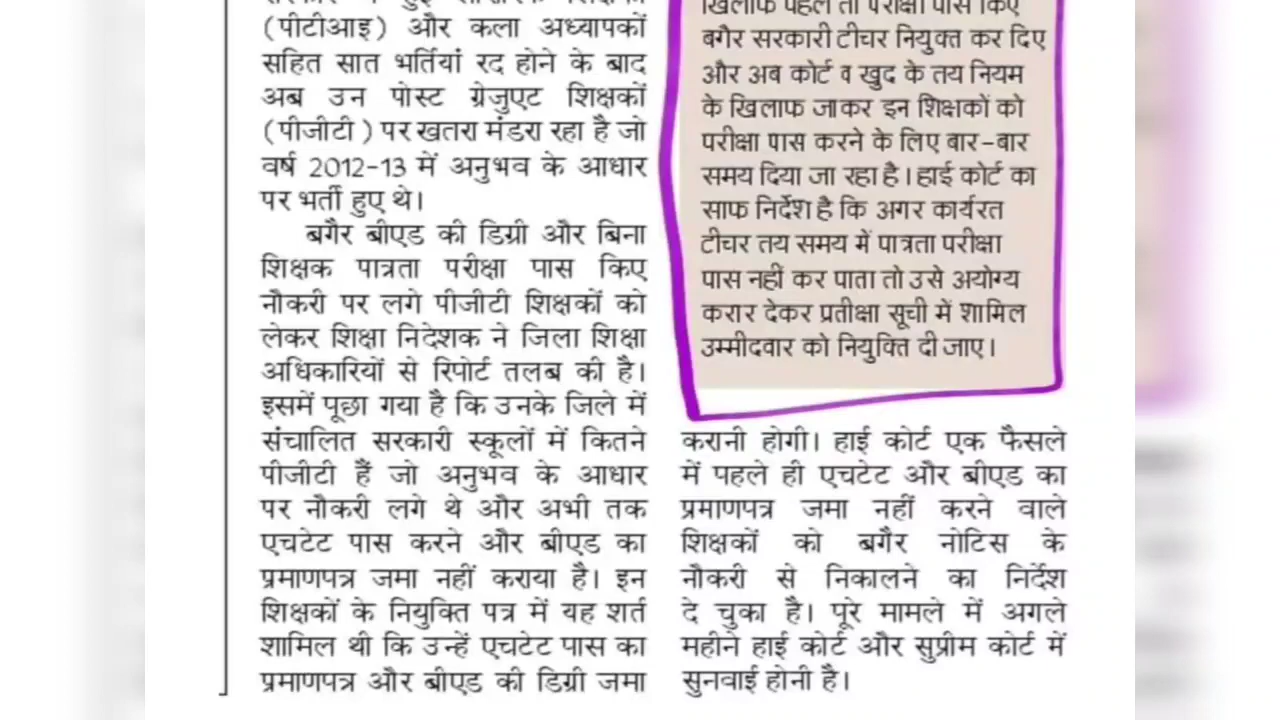 (पीटीआइ) और कला अध्यापकों
सहित सात भर्तियां रद होने के बाद
अब उन पोस्ट ग्रेजुएट शिक्षकों
(पीजीटी ) पर खतरा मंडरा रहा है जो
वर्ष 2012-13 में अनुभव के आधार
पर भर्ती हुए थे।
बगैर बीएड की डिग्री और बिना
शिक्षक पात्रता परीक्षा पास किए
नौकरी पर लगे पीजीटी शिक्षकों को
लेकर शिक्षा निदेशक ने जिला शिक्षा
अधिकारियों से रिपोर्ट तलब की है।
इसमें पूछा गया है कि उनके जिले में
संचालित सरकारी स्कूलों में कितने
पीजीटी हैं जो अनुभव के आधार
पर नौकरी लगे थे और अभी तक
एचटेट पास करने और बीएड का
प्रमाणपत्र जमा नहीं कराया है। इन
शिक्षकों के नियुक्ति पत्र में यह शर्त
शामिल थी कि उन्हें एचटेट पास का
प्रमाणपत्र और बीएड की डिग्री जमा
खिलाफ पहले तो परीक्षा पास किए
बगैर सरकारी टीचर नियुक्त कर दिए
और अब कोर्ट व खुद के तय नियम
के खिलाफ जाकर इन शिक्षकों को
परीक्षा पास करने के लिए बार-बार
समय दिया जा रहा है। हाई कोर्ट का
साफ निर्देश है कि अगर कार्यरत
टीचर तय समय में पात्रता परीक्षा
पास नहीं कर पाता तो उसे अयोग्य
करार देकर प्रतीक्षा सूची में शामिल
उम्मीदवार को नियुक्ति दी जाए।
करानी होगी। हाई कोर्ट एक फैसले
में पहले ही एचटेट और बीएड का
प्रमाणपत्र जमा नहीं करने वाले
शिक्षकों को बगैर नोटिस के
नौकरी से निकालने का निर्देश
दे चुका है। पूरे मामले में अगले
महीने हाई कोर्ट और सुप्रीम कोर्ट में
सुनवाई होनी है।